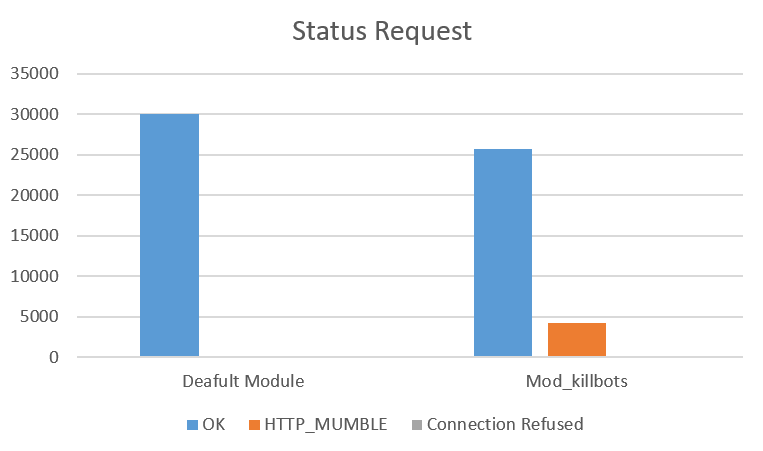 Status Request
35000
30000
25000
20000
15000
10000
5000
0
Deafult Module Mod_killbots
OK HTTP_MUMBLE Connection Refused